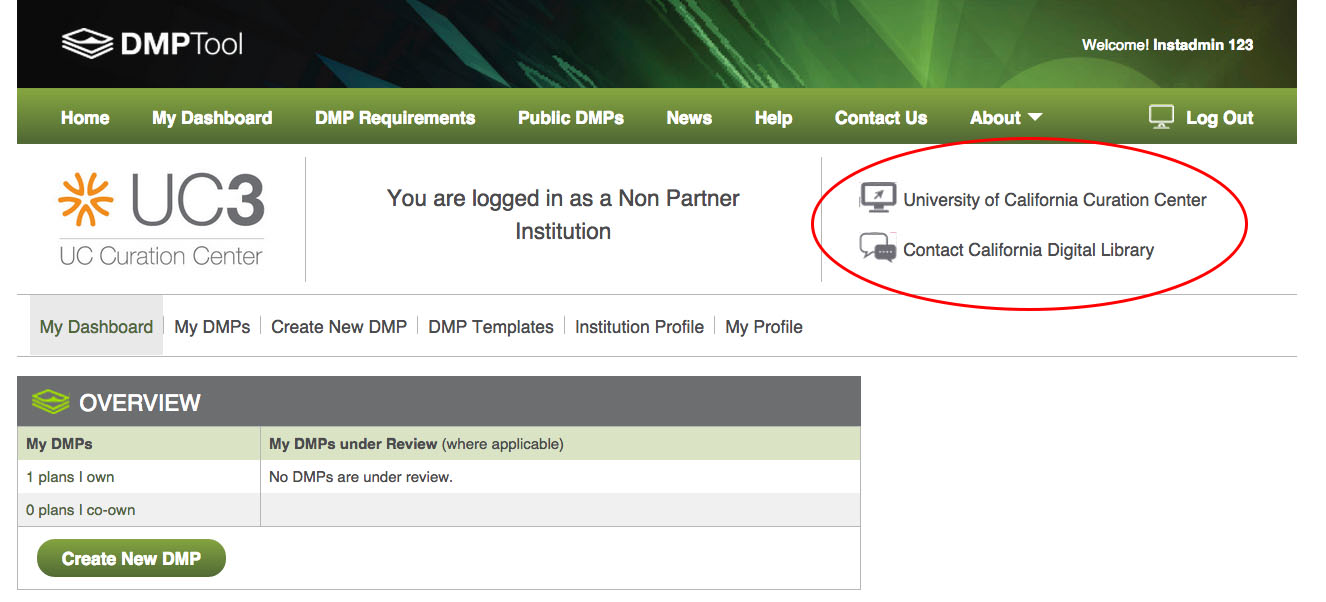 DMPTool
Welcome! Instadmin 123
Home My Dashboard DMP Requirements Public DMPs News Help Contact Us About Log Out
UC3
UC Curation Center
You are logged in as a Non Partner
Institution
University of California Curation Center
Contact California Digital Library
My Dashboard My DMPs Create New DMP DMP Templates Institution Profile My Profile
OVERVIEW
My DMPs My DMPs under Review (where applicable)
1 plans I own No DMPs are under review.
0 plans I co-own
Create New DMP